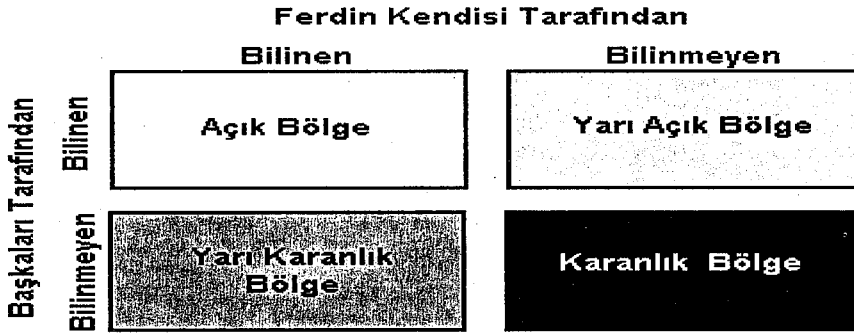 Ferdin Kendisi Tarafından
Bilinen Bilinmeyen
Başkaları Tarafından
Bilinen
Açık Bölge
Yarı Açık Bölge
Bilinmeyen
Yarı Karanlık
Bölge
Karanlık Bölge